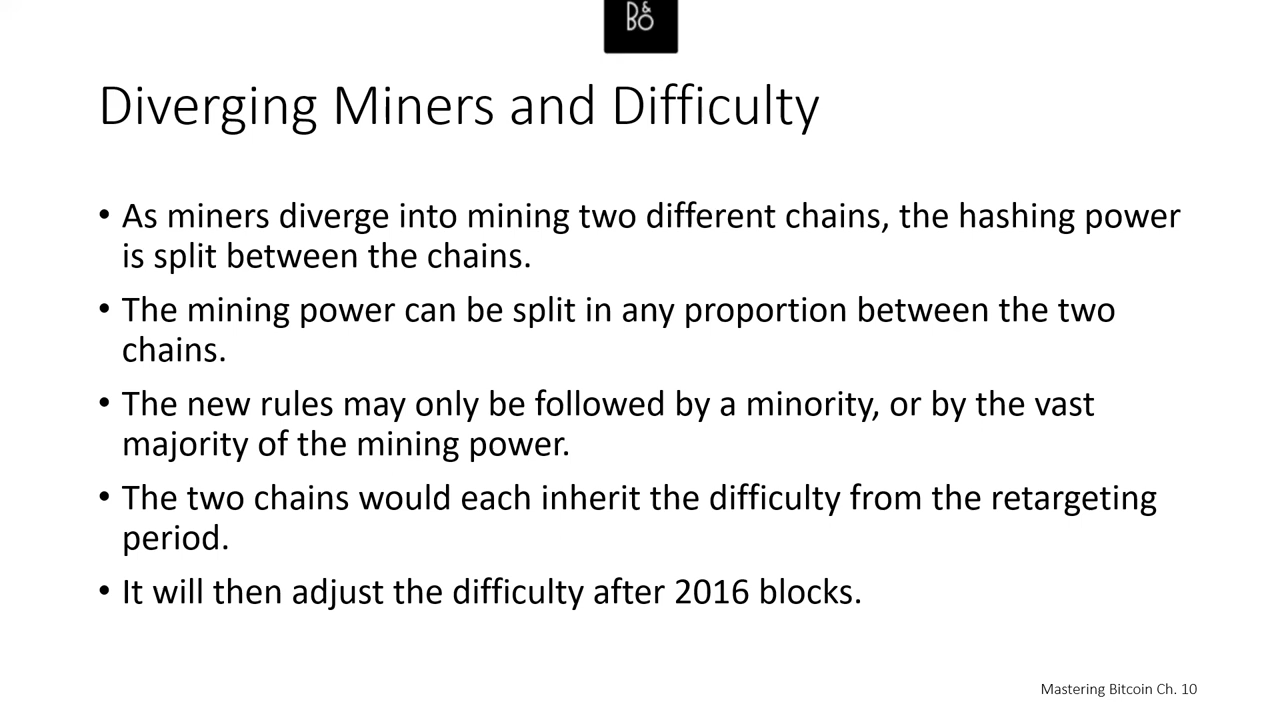 B&O
Diverging Miners and Difficulty
• As miners diverge into mining two different chains, the hashing power
is split between the chains.
• The mining power can be split in any proportion between the two
chains.
• The new rules may only be followed by a minority, or by the vast
majority of the mining power.
• The two chains would each inherit the difficulty from the retargeting
period.
• It will then adjust the difficulty after 2016 blocks.
Mastering Bitcoin Ch. 10